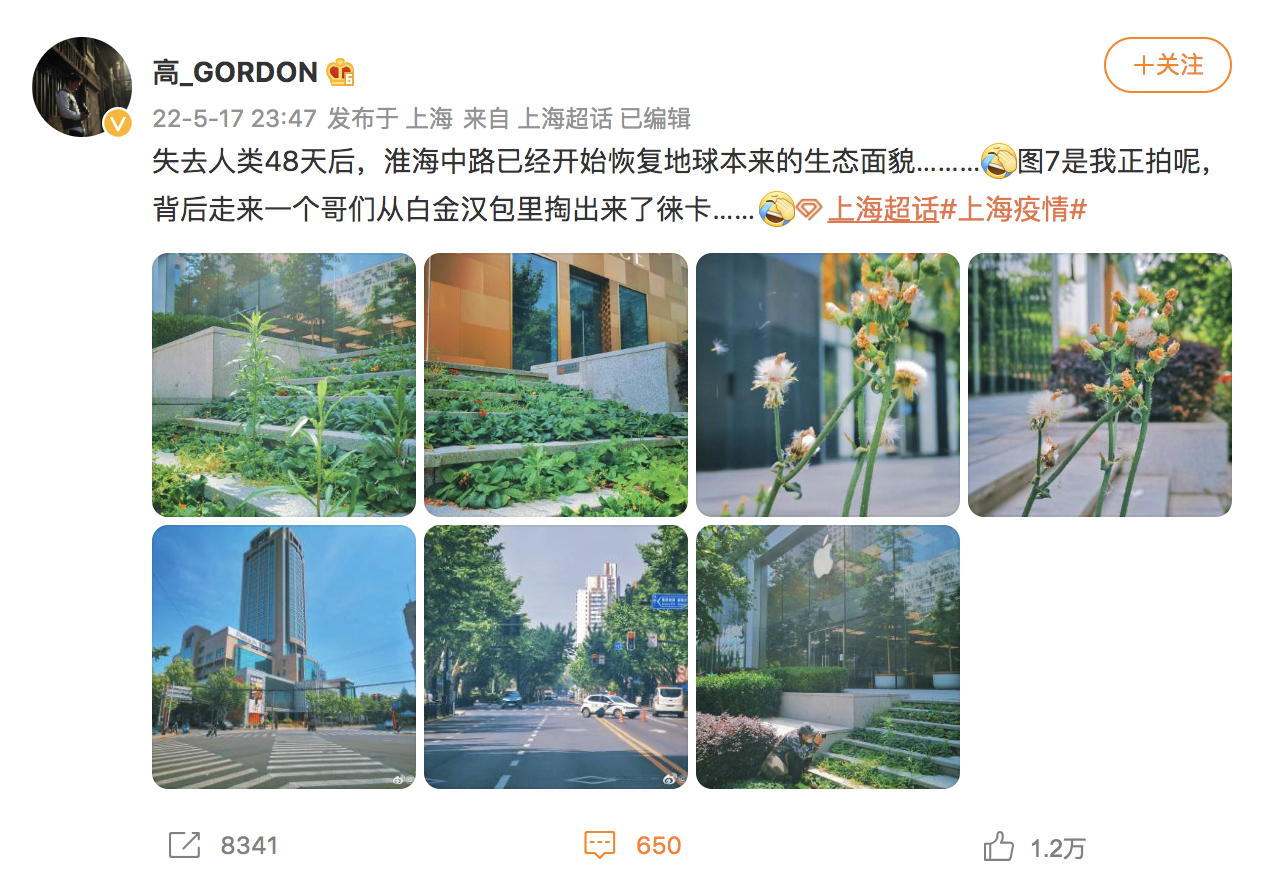 高_GORDON
6
+关注
22-5-17 23:47 发布于 上海 来自 上海超话 已编辑
失去人类48天后，淮海中路已经开始恢复地球本来的生态面貌………图7是我正拍呢，
背后走来一个哥们从白金汉包里掏出来了徕卡……上海超话#上海疫情#
8341
650
1.2万